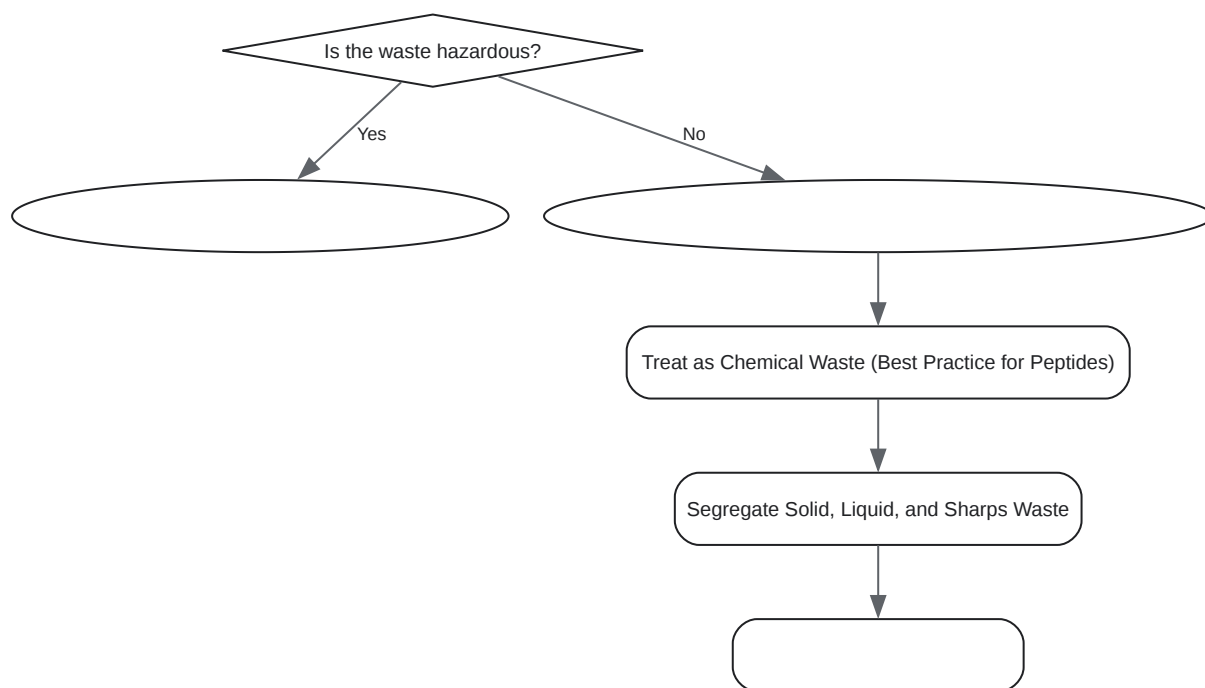 Is the waste hazardous?
Yes
No
Treat as Chemical Waste (Best Practice for Peptides)
Segregate Solid, Liquid, and Sharps Waste